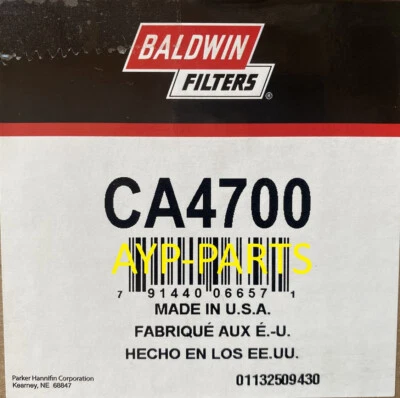 BALDWIN
FILTERS®
CA4700
AYP-PARTS
7 91440 06657 1
MADE IN U.S.A.
FABRIQUÉ AUX É.-U.
HECHO EN LOS EE.UU.
Parker Hannifin Corporation
Kearney, NE 68847
01132509430